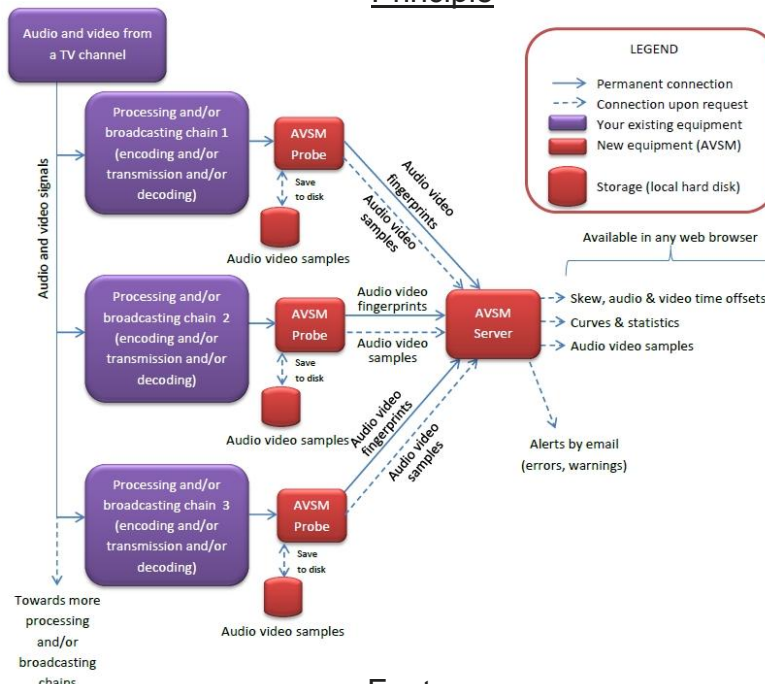 Principle
Audio and video from
a TV channel
Audio and video signals
Processing and/or
broadcasting chain 1
(encoding and/or
transmission and/or
decoding)
AVSM
Probe
Save
to disk
Audio video samples
Audio video
fingerprints
Audio video
samples
LEGEND
Permanent connection
Connection upon request
Your existing equipment
New equipment (AVSM)
Storage (local hard disk)
Available in any web browser
Processing and/or
broadcasting chain 2
(encoding and/or
transmission and/or
decoding)
AVSM
Probe
Save
to disk
Audio video samples
Audio video
fingerprints
Audio video
samples
AVSM
Server
Skew, audio & video time offsets
Curves & statistics
Audio video samples
Alerts by email
(errors, warnings)
Processing and/or
broadcasting chain 3
(encoding and/or
transmission and/or
decoding)
AVSM
Probe
Save
to disk
Audio video samples
Audio video
fingerprints
Audio video
samples
Towards more
processing
and/or
broadcasting
chains